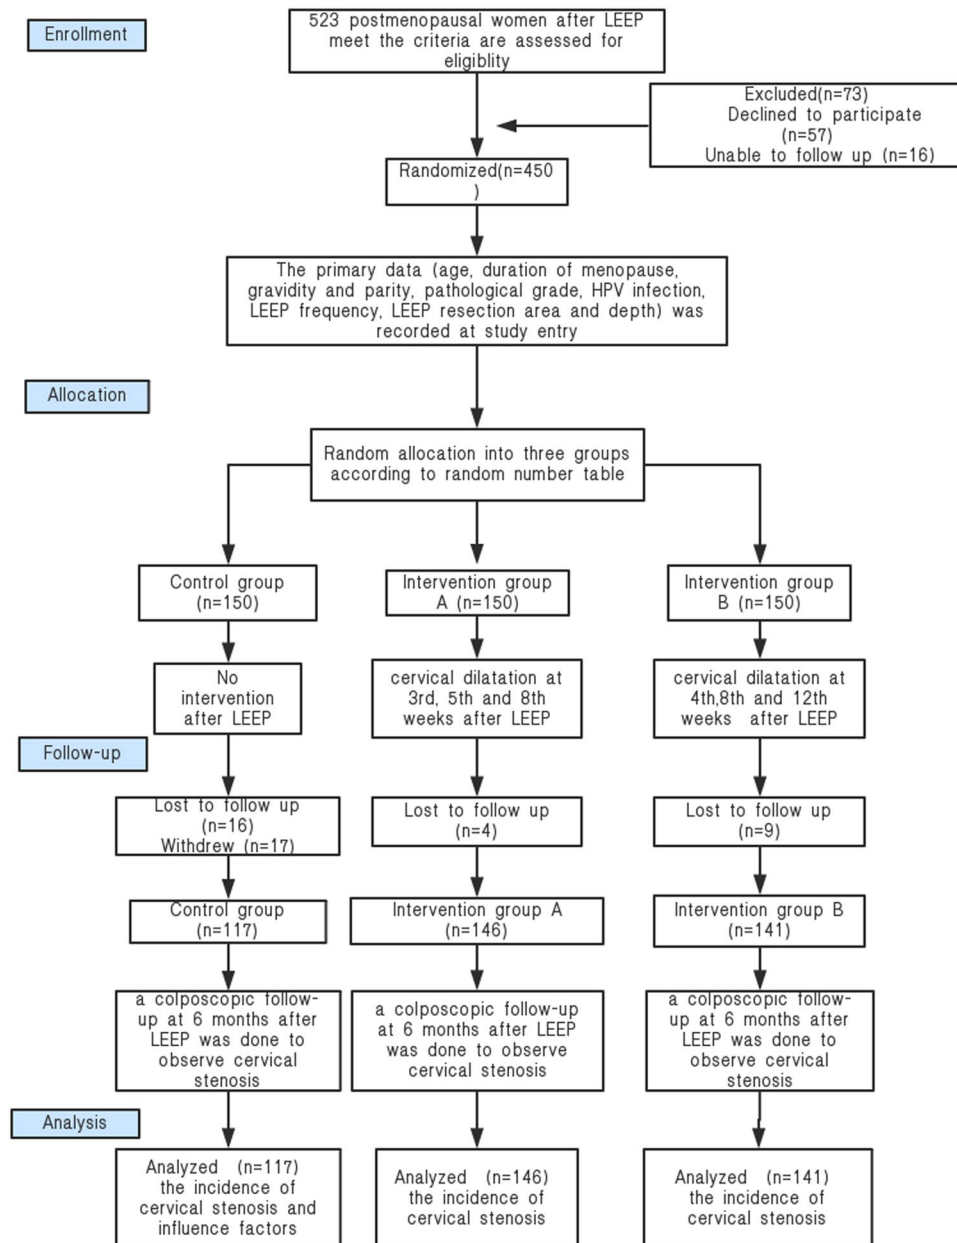 Enrollment
523 postmenopausal women after LEEP
meet the criteria are assessed for
egliblity
Excluded(n=73)
Declined to participate
(n=57)
Unable to follow up (n=16)
Randomized(n=450
)
The primary data (age, duration of menopause,
gravidity and parity, pathological grade, HPV infection,
LEEP frequency, LEEP resection area and depth) was
recorded at study entry
Allocation
Random allocation into three groups
according to random number table
Control group
(n=150)
Intervention group
A (n=150)
Intervention group
B (n=150)
No
intervention
after LEEP
cervical dilatation at
3rd, 5th and 8th
weeks after LEEP
cervical dilatation at
4th,8th and 12th
weeks after LEEP
Follow-up
Lost to follow up
(n=16)
Withdrew (n=17)
Lost to follow up
(n=4)
Lost to follow up
(n=9)
Control group
(n=117)
Intervention group A
(n=146)
Intervention group B
(n=141)
a colposcopic follow-
up at 6 months after
LEEP was done to
observe cervical
stenosis
a colposcopic follow-up
at 6 months after LEEP
was done to observe
cervical stenosis
a colposcopic follow-
up at 6 months after
LEEP was done to
observe cervical
stenosis
Analysis
Analyzed (n=117)
the incidence of
cervical stenosis and
influence factors
Analyzed (n=146)
the incidence of
cervical stenosis
Analyzed (n=141)
the incidence of
cervical stenosis